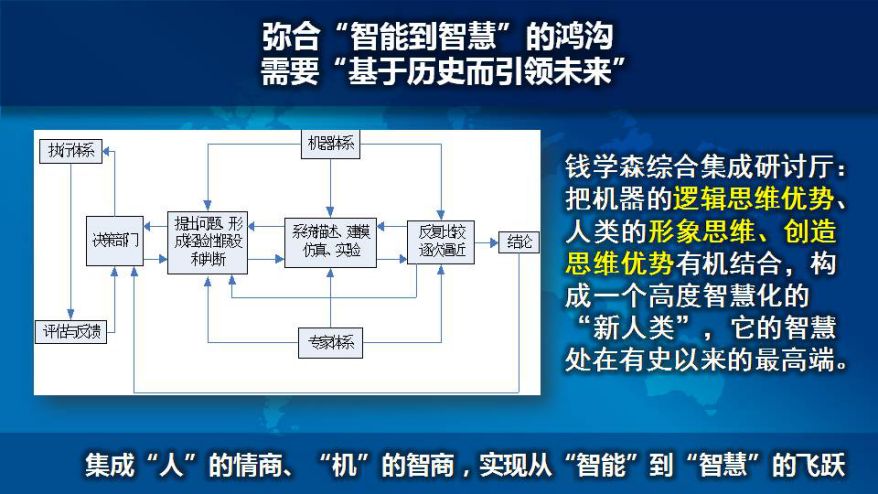 弥合“智能到智慧”的鸿沟
需要“基于历史而引领未来”
执行体系
机器体系
决策部门
提出问题、形
成经验性假设
和判断
系统描述、建模
仿真、实验
反复比较
逐次逼近
结论
评估与反馈
专家体系
钱学森综合集成研讨厅：
把机器的逻辑思维优势、
人类的形象思维、创造
思维优势有机结合，构
成一个高度智慧化的
“新人类”，它的智慧
处在有史以来的最高端。
集成“人”的情商、“机”的智商，实现从“智能”到“智慧”的飞跃